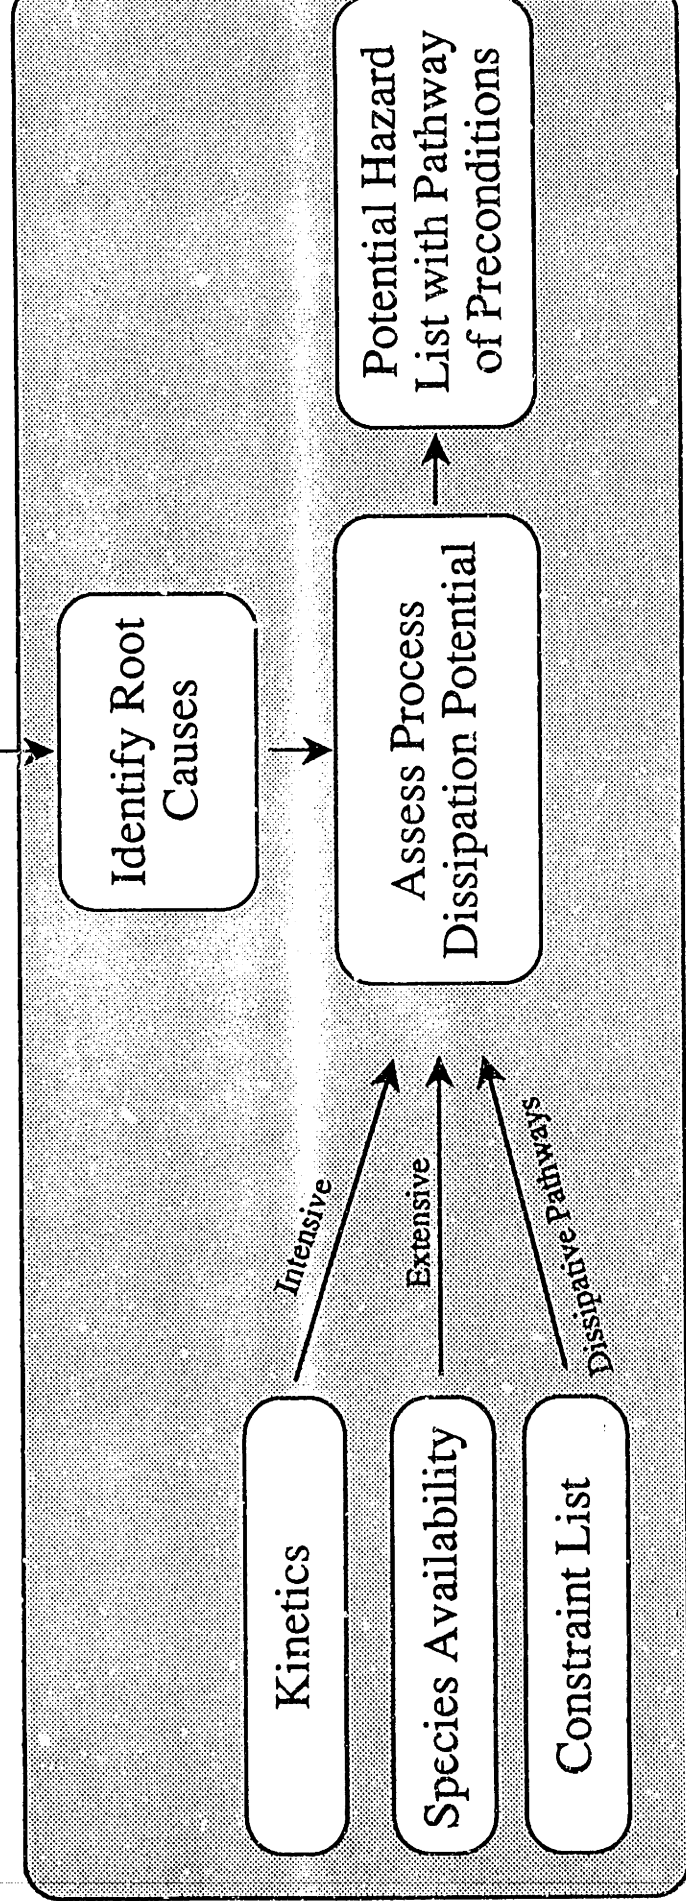 Identify Root
Causes
Kinetics
Intensive
Species Availability
Extensive
Constraint List
Dissipative Pathways
Assess Process
Dissipation Potential
Potential Hazard
List with Pathway
of Preconditions